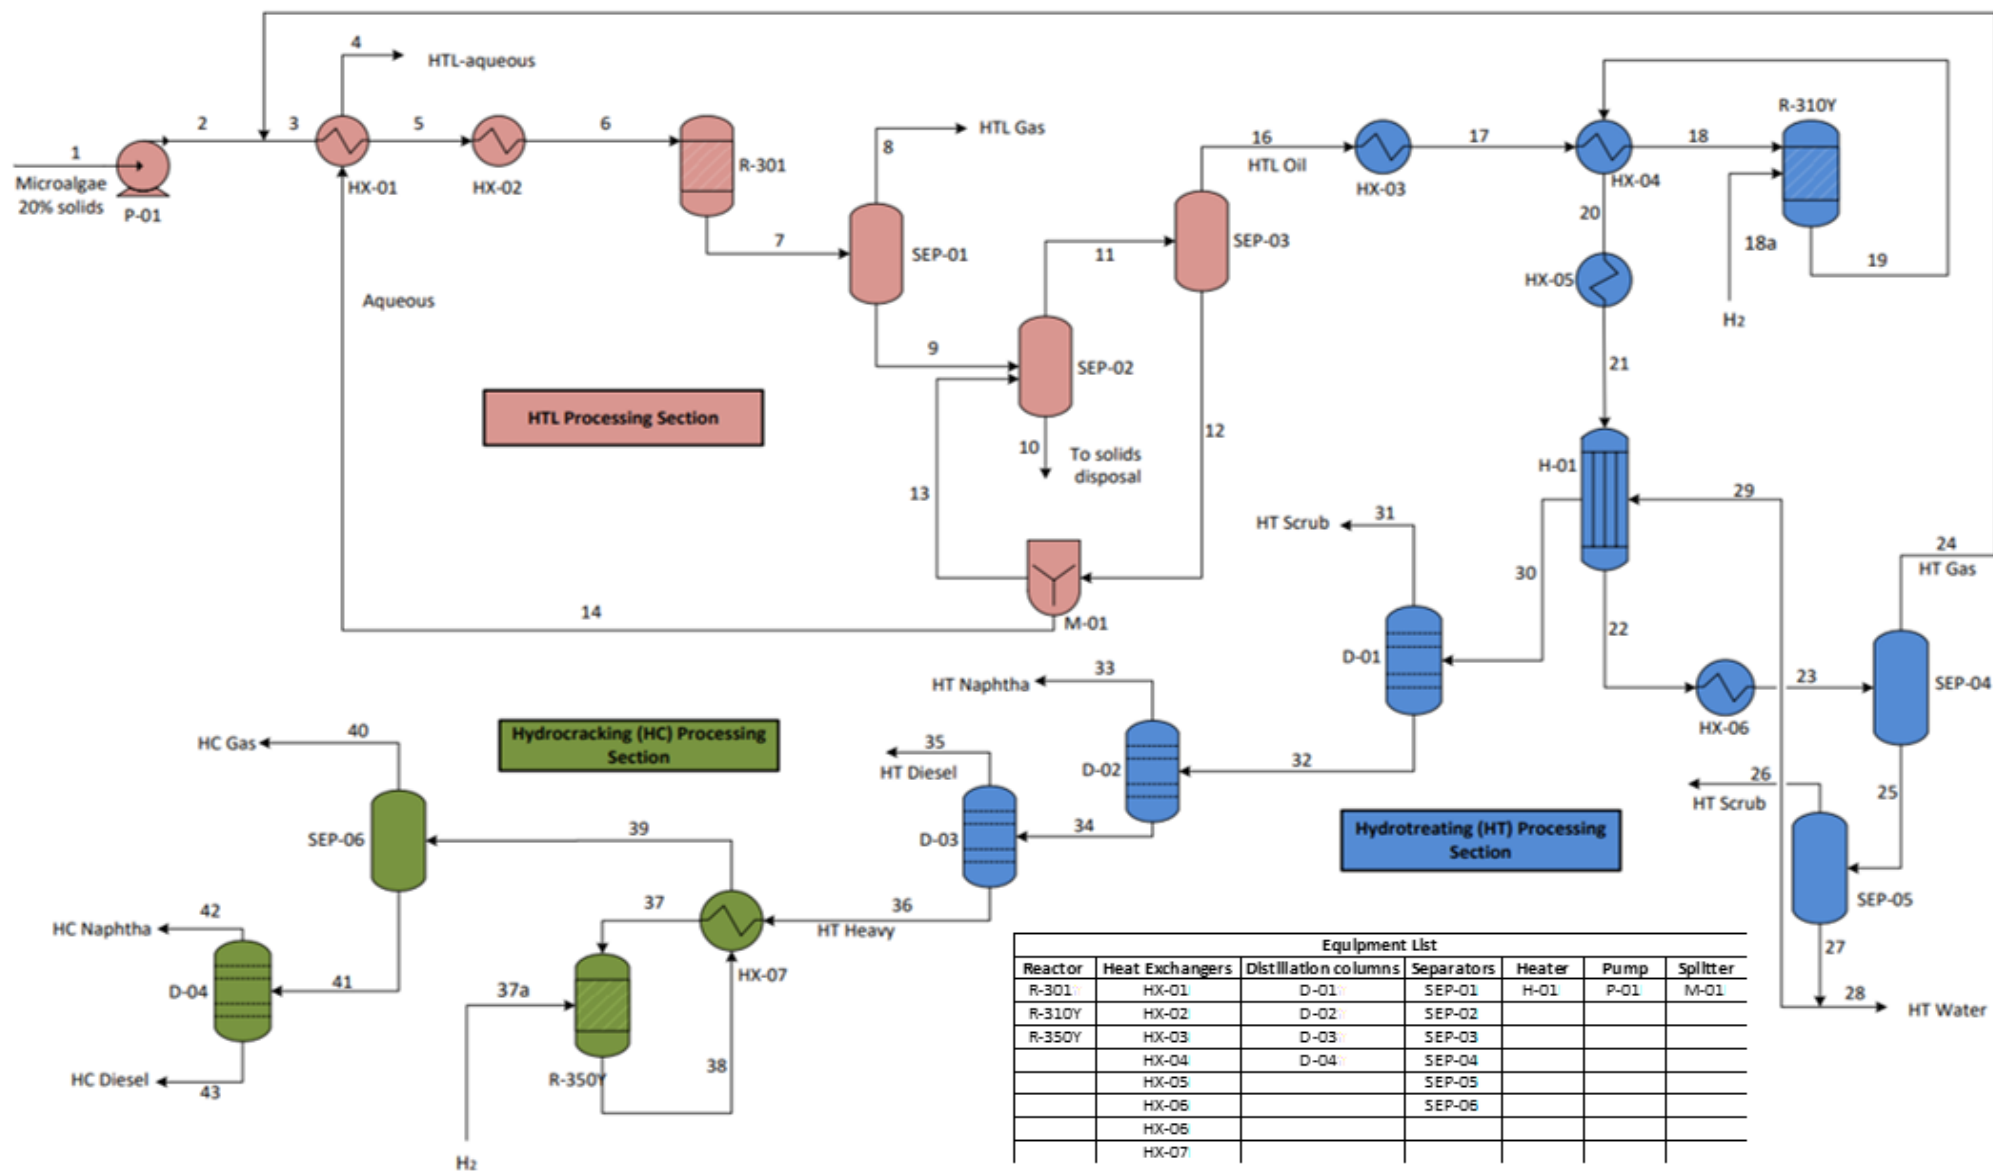 4
HTL-aqueous
1
Microalgae
20% solids
P-01
2
3
HX-01
5
HX-02
6
R-301
7
8
HTL Gas
SEP-01
9
SEP-02
10
To solids
disposal
11
SEP-03
12
13
M-01
14
Aqueous
HTL Processing Section
16
HTL Oil
HX-03
17
HX-04
18
R-310Y
18a
H2
19
20
HX-05
21
H-01
29
30
22
HX-06
23
24
HT Gas
SEP-04
25
26
HT Scrub
SEP-05
27
28
HT Water
31
HT Scrub
D-01
32
33
HT Naphtha
D-02
34
35
HT Diesel
D-03
36
HT Heavy
Hydrotreating (HT) Processing
Section
Hydrocracking (HC) Processing
Section
37
HX-07
37a
H2
R-350Y
38
39
40
HC Gas
SEP-06
41
42
HC Naphtha
D-04
HC Diesel
43
Equipment List
Reactor Heat Exchangers Distillation columns Separators Heater Pump Splitter
R-301 HX-01 D-01 SEP-01 H-01 P-01 M-01
R-310Y HX-02 D-02 SEP-02
R-350Y HX-03 D-03 SEP-03
HX-04 D-04 SEP-04
HX-05 SEP-05
HX-06 SEP-06
HX-06
HX-07